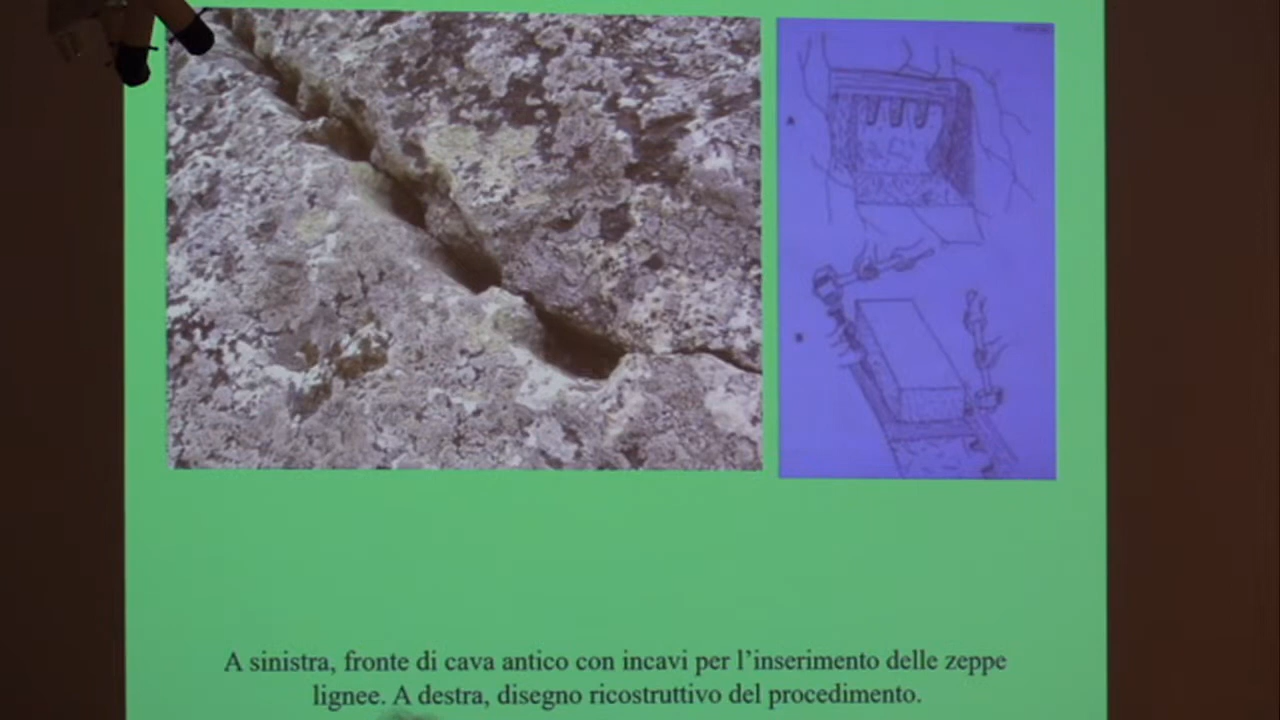 A sinistra, fronte di cava antico con incavi per l'inserimento delle zeppe
lignee. A destra, disegno ricostruttivo del procedimento.